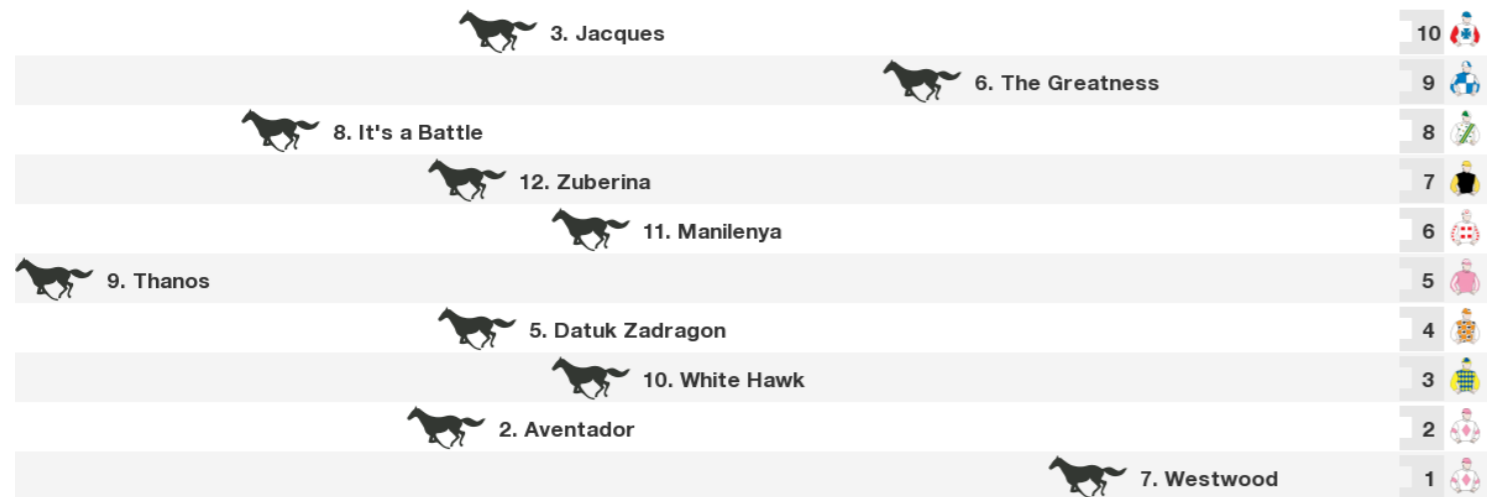 3. Jacques 10
6. The Greatness 9
8. It's a Battle 8
12. Zuberina 7
11. Manilenya 6
9. Thanos 5
5. Datuk Zadragon 4
10. White Hawk 3
2. Aventador 2
7. Westwood 1